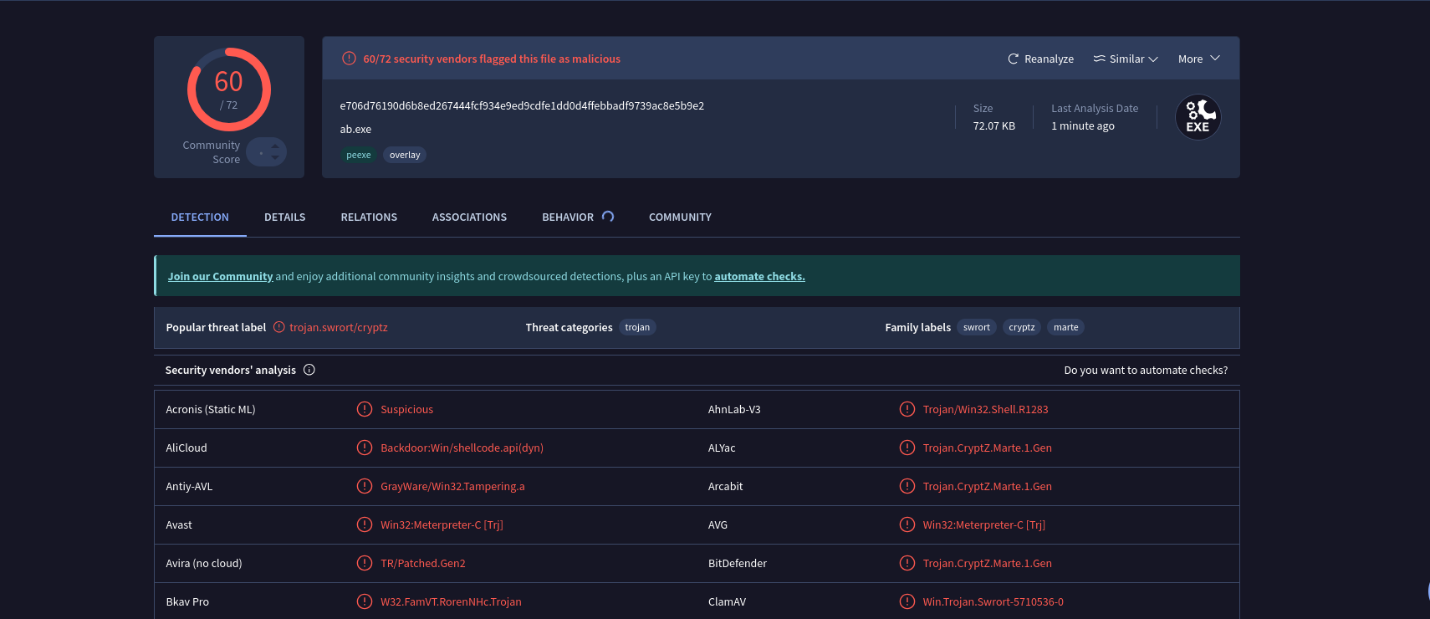 60
/ 72
Community
Score
60/72 security vendors flagged this file as malicious
Reanalyze
Similar
More
e706d76190d6b8ed267444fcf934e9ed9cdfe1dd0d4ffebbadf9739ac8e5b9e2
ab.exe
peexe
overlay
Size
72.07 KB
Last Analysis Date
1 minute ago
EXE
DETECTION
DETAILS
RELATIONS
ASSOCIATIONS
BEHAVIOR
COMMUNITY
Join our Community and enjoy additional community insights and crowdsourced detections, plus an API key to automate checks.
Popular threat label trojan.swrort/cryptz
Threat categories trojan
Family labels swrort cryptz marte
Security vendors' analysis
Do you want to automate checks?
Acronis (Static ML) Suspicious
AhnLab-V3 Trojan/Win32.Shell.R1283
AliCloud Backdoor:Win/shellcode.api(dyn)
ALYac Trojan.CryptZ.Marte.1.Gen
Antiy-AVL GrayWare/Win32.Tampering.a
Arcabit Trojan.CryptZ.Marte.1.Gen
Avast Win32:Meterpreter-C [Trj]
AVG Win32:Meterpreter-C [Trj]
Avira (no cloud) TR/Patched.Gen2
BitDefender Trojan.CryptZ.Marte.1.Gen
Bkav Pro W32.FamVT.RorenNHc.Trojan
ClamAV Win.Trojan.Swrort-5710536-0